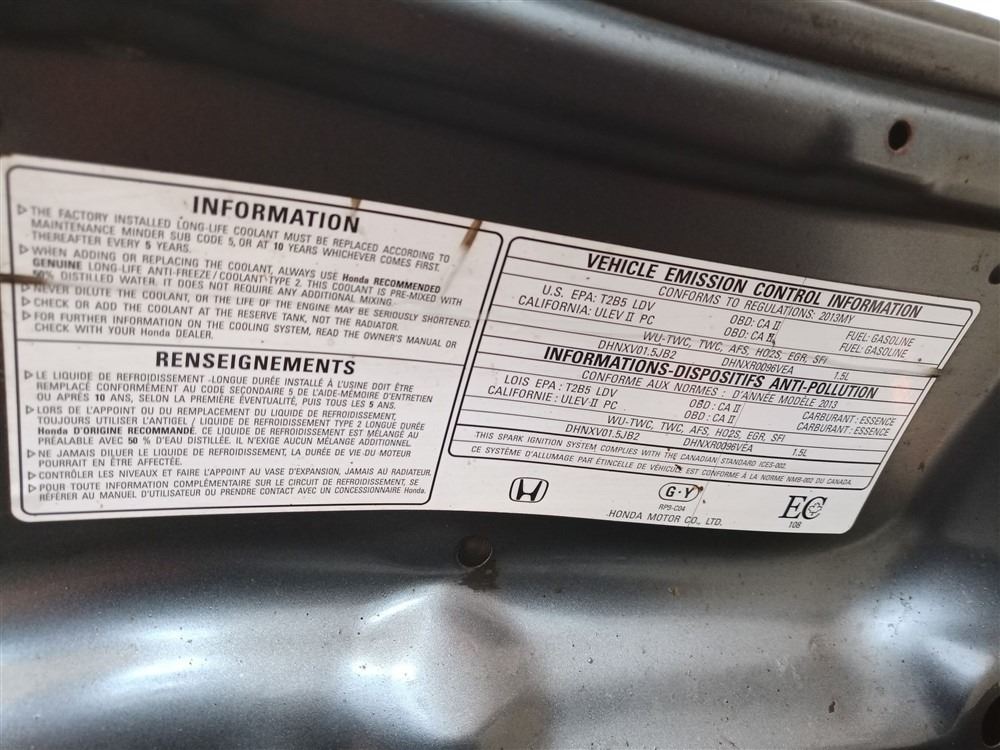 INFORMATION
▷ THE FACTORY INSTALLED LONG-LIFE COOLANT MUST BE REPLACED ACCORDING TO
MAINTENANCE MINDER SUB CODE 5, OR AT 10 YEARS WHICHEVER COMES FIRST.
THEREAFTER EVERY 5 YEARS.
▷ WHEN ADDING OR REPLACING THE COOLANT, ALWAYS USE Honda RECOMMENDED
GENUINE LONG-LIFE ANTI-FREEZE/COOLANT TYPE 2. THIS COOLANT IS PRE-MIXED WITH
50% DISTILLED WATER. IT DOES NOT REQUIRE ANY ADDITIONAL MIXING.
▷ NEVER DILUTE THE COOLANT, OR THE LIFE OF THE ENGINE MAY BE SERIOUSLY SHORTENED.
▷ CHECK OR ADD THE COOLANT AT THE RESERVE TANK, NOT THE RADIATOR.
▷ FOR FURTHER INFORMATION ON THE COOLING SYSTEM, READ THE OWNER'S MANUAL OR
CHECK WITH YOUR Honda DEALER.
RENSEIGNEMENTS
▷ LE LIQUIDE DE REFROIDISSEMENT LONGUE DURÉE INSTALLÉ À L'USINE DOIT ÊTRE
REMPLACÉ CONFORMÉMENT AU CODE SECONDAIRE 5 DE L'AIDE-MÉMOIRE D'ENTRETIEN
OU APRÈS 10 ANS, SELON LA PREMIÈRE ÉVENTUALITÉ, PUIS TOUS LES 5 ANS.
▷ LORS DE L'APPOINT OU DU REMPLACEMENT DU LIQUIDE DE REFROIDISSEMENT,
TOUJOURS UTILISER L'ANTIGEL / LIQUIDE DE REFROIDISSEMENT TYPE 2 LONGUE DURÉE
Honda D'ORIGINE RECOMMANDÉ. CE LIQUIDE DE REFROIDISSEMENT EST MÉLANGÉ AU
PRÉALABLE AVEC 50 % D'EAU DISTILLÉE. IL N'EXIGE AUCUN MÉLANGE ADDITIONNEL.
▷ NE JAMAIS DILUER LE LIQUIDE DE REFROIDISSEMENT, LA DURÉE DE VIE DU MOTEUR
POURRAIT EN ÊTRE AFFECTÉE.
▷ CONTRÔLER LES NIVEAUX ET FAIRE L'APPOINT AU VASE D'EXPANSION, JAMAIS AU RADIATEUR.
▷ POUR TOUTE INFORMATION COMPLÉMENTAIRE SUR LE CIRCUIT DE REFROIDISSEMENT, SE
RÉFÉRER AU MANUEL D'UTILISATEUR OU PRENDRE CONTACT AVEC UN CONCESSIONNAIRE Honda.
VEHICLE EMISSION CONTROL INFORMATION
CONFORMS TO REGULATIONS: 2013MY
U.S. EPA: T2B5 LDV OBD: CA II FUEL: GASOLINE
CALIFORNIA: ULEV II PC OBD: CA II FUEL: GASOLINE
WU-TWC, TWC, AFS, HO2S, EGR, SFI
DHNXV01.5JB2 DHNXR0096VEA 1.5L
INFORMATIONS-DISPOSITIFS ANTI-POLLUTION
CONFORME AUX NORMES : D'ANNÉE MODÈLE 2013
LOIS EPA : T2B5 LDV OBD : CA II CARBURANT : ESSENCE
CALIFORNIE : ULEV-II PC OBD : CA II CARBURANT : ESSENCE
WU-TWC, TWC, AFS, HO2S, EGR, SFI
DHNXV01.5JB2 DHNXR0096VEA 1.5L
THIS SPARK IGNITION SYSTEM COMPLIES WITH THE CANADIAN STANDARD ICES-002.
CE SYSTÈME D'ALLUMAGE PAR ÉTINCELLE DE VÉHICULE EST CONFORME À LA NORME NMB-002 DU CANADA.
G·Y
RP9-C04
HONDA MOTOR CO., LTD.
EC
108